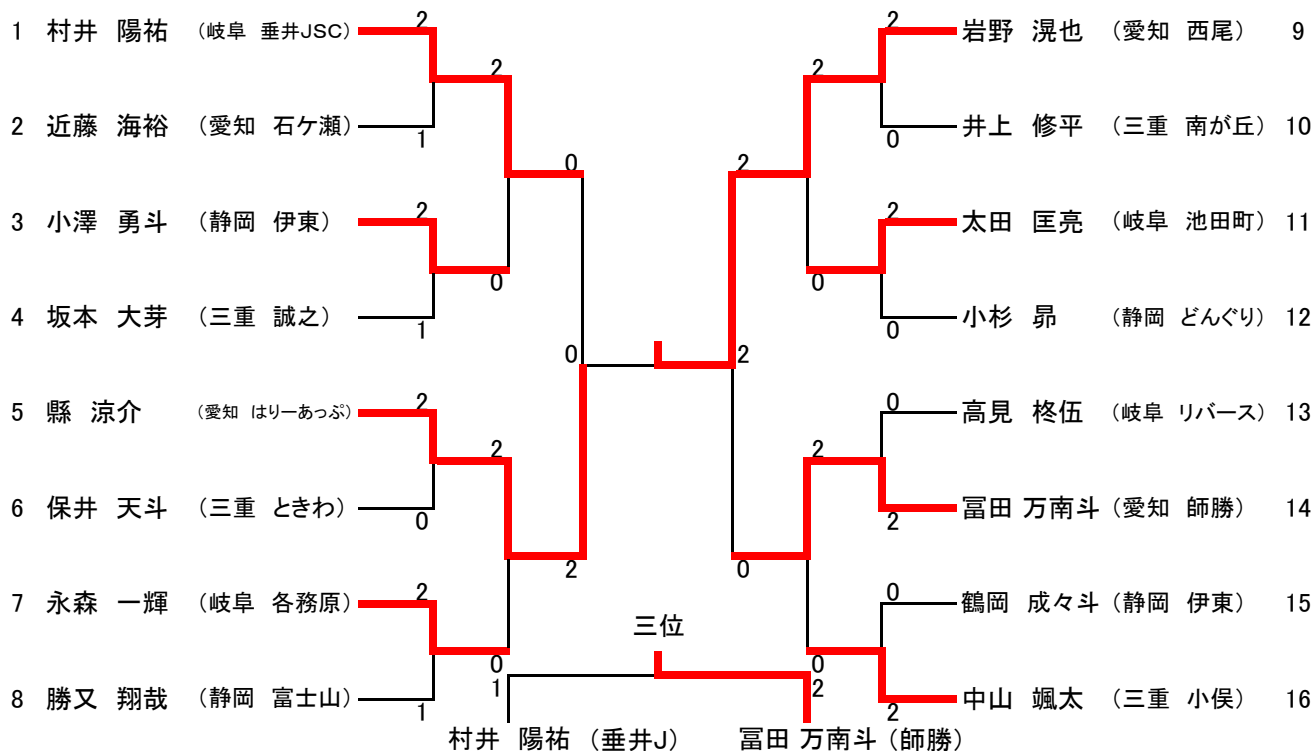 1 村井 陽祐 (岐阜 垂井JSC) 2
2 2
2 近藤 海裕 (愛知 石ケ瀬) 1
0
3 小澤 勇斗 (静岡 伊東) 2
0
4 坂本 大芽 (三重 誠之) 1
0
5 縣 涼介 (愛知 はりーあっぷ) 2
2
6 保井 天斗 (三重 ときわ) 0
2
7 永森 一輝 (岐阜 各務原) 2
0
8 勝又 翔哉 (静岡 富士山) 1
2 岩野 滉也 (愛知 西尾) 9
0 井上 修平 (三重 南が丘) 10
2
2 太田 匡亮 (岐阜 池田町) 11
0
0 小杉 昴 (静岡 どんぐり) 12
2
0 高見 柊伍 (岐阜 リバース) 13
2
2 冨田 万南斗 (愛知 師勝) 14
0
0 鶴岡 成々斗 (静岡 伊東) 15
0
2 中山 颯太 (三重 小俣) 16
三位
1 2
村井 陽祐 (垂井J) 冨田 万南斗 (師勝)